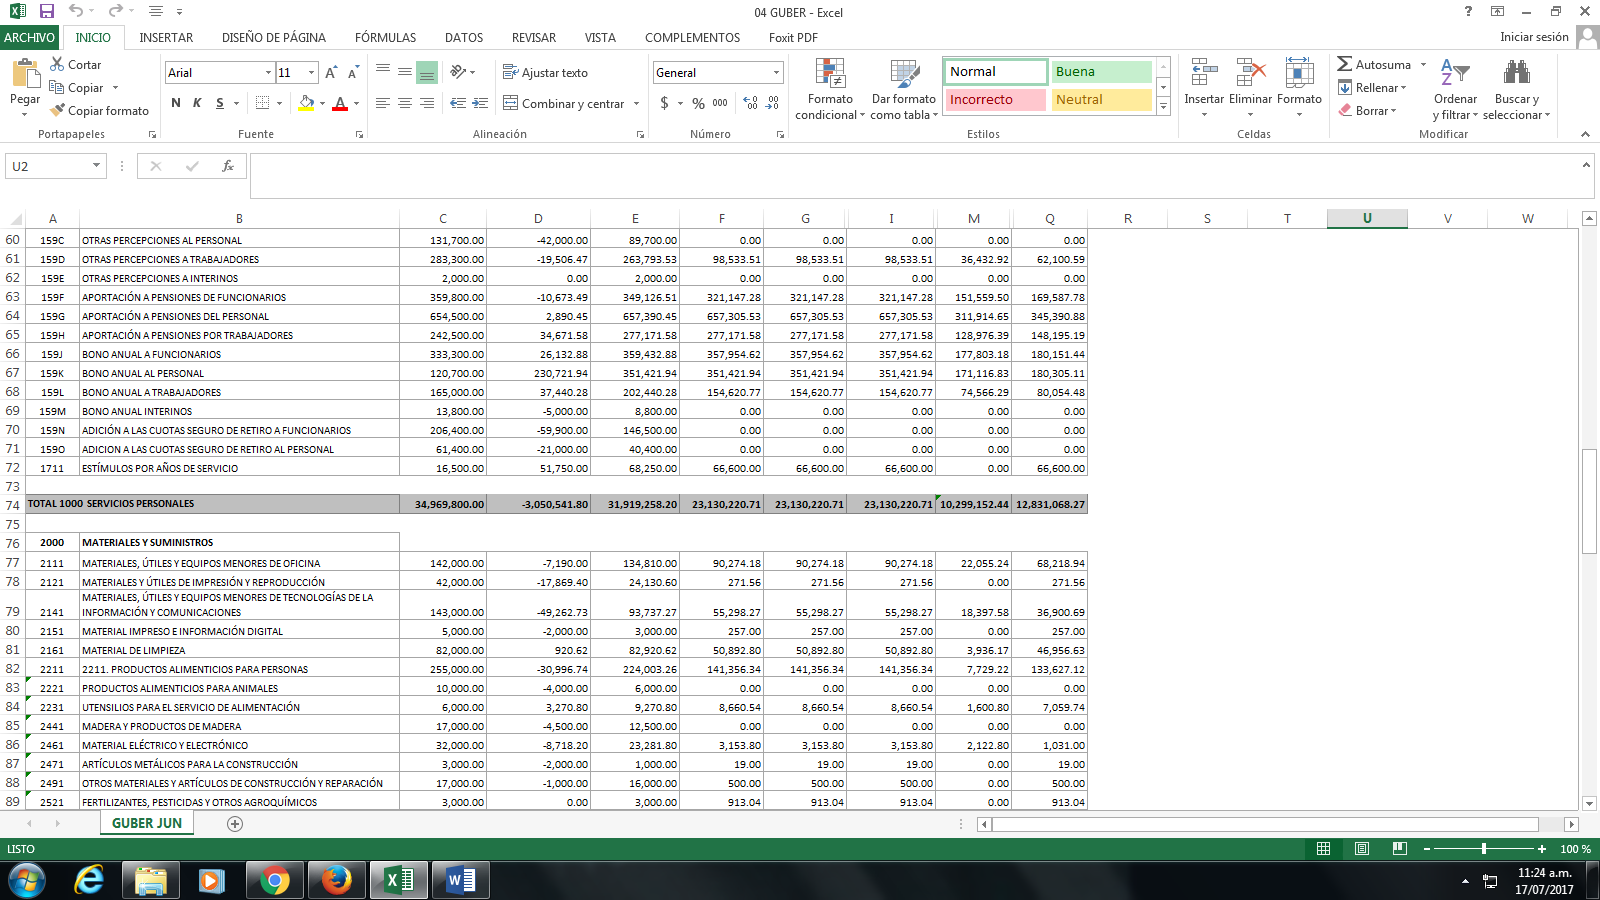 04 GUBER - Excel
?
ARCHIVO INICIO INSERTAR DISEÑO DE PÁGINA FÓRMULAS DATOS REVISAR VISTA COMPLEMENTOS Foxit PDF Iniciar sesión
Pegar
Cortar
Copiar
Copiar formato
Portapapeles
Arial 11
N K S
Fuente
Ajustar texto
Combinar y centrar
Alineación
General
$ % 000
Número
Formato condicional
Dar formato como tabla
Normal Buena
Incorrecto Neutral
Estilos
Insertar Eliminar Formato
Celdas
Autosuma
Rellenar
Borrar
Ordenar y filtrar
Buscar y seleccionar
Modificar
U2 fx
A B C D E F G I M Q R S T U V W
60 159C OTRAS PERCEPCIONES AL PERSONAL 131,700.00 -42,000.00 89,700.00 0.00 0.00 0.00 0.00 0.00
61 159D OTRAS PERCEPCIONES A TRABAJADORES 283,300.00 -19,506.47 263,793.53 98,533.51 98,533.51 98,533.51 36,432.92 62,100.59
62 159E OTRAS PERCEPCIONES A INTERINOS 2,000.00 0.00 2,000.00 0.00 0.00 0.00 0.00 0.00
63 159F APORTACIÓN A PENSIONES DE FUNCIONARIOS 359,800.00 -10,673.49 349,126.51 321,147.28 321,147.28 321,147.28 151,559.50 169,587.78
64 159G APORTACIÓN A PENSIONES DEL PERSONAL 654,500.00 2,890.45 657,390.45 657,305.53 657,305.53 657,305.53 311,914.65 345,390.88
65 159H APORTACIÓN A PENSIONES POR TRABAJADORES 242,500.00 34,671.58 277,171.58 277,171.58 277,171.58 277,171.58 128,976.39 148,195.19
66 159J BONO ANUAL A FUNCIONARIOS 333,300.00 26,132.88 359,432.88 357,954.62 357,954.62 357,954.62 177,803.18 180,151.44
67 159K BONO ANUAL AL PERSONAL 120,700.00 230,721.94 351,421.94 351,421.94 351,421.94 351,421.94 171,116.83 180,305.11
68 159L BONO ANUAL A TRABAJADORES 165,000.00 37,440.28 202,440.28 154,620.77 154,620.77 154,620.77 74,566.29 80,054.48
69 159M BONO ANUAL INTERINOS 13,800.00 -5,000.00 8,800.00 0.00 0.00 0.00 0.00 0.00
70 159N ADICIÓN A LAS CUOTAS SEGURO DE RETIRO A FUNCIONARIOS 206,400.00 -59,900.00 146,500.00 0.00 0.00 0.00 0.00 0.00
71 159O ADICION A LAS CUOTAS SEGURO DE RETIRO AL PERSONAL 61,400.00 -21,000.00 40,400.00 0.00 0.00 0.00 0.00 0.00
72 1711 ESTÍMULOS POR AÑOS DE SERVICIO 16,500.00 51,750.00 68,250.00 66,600.00 66,600.00 66,600.00 0.00 66,600.00
73
74 TOTAL 1000 SERVICIOS PERSONALES 34,969,800.00 -3,050,541.80 31,919,258.20 23,130,220.71 23,130,220.71 23,130,220.71 10,299,152.44 12,831,068.27
75
76 2000 MATERIALES Y SUMINISTROS
77 2111 MATERIALES, ÚTILES Y EQUIPOS MENORES DE OFICINA 142,000.00 -7,190.00 134,810.00 90,274.18 90,274.18 90,274.18 22,055.24 68,218.94
78 2121 MATERIALES Y ÚTILES DE IMPRESIÓN Y REPRODUCCIÓN 42,000.00 -17,869.40 24,130.60 271.56 271.56 271.56 0.00 271.56
MATERIALES, ÚTILES Y EQUIPOS MENORES DE TECNOLOGÍAS DE LA
79 2141 INFORMACIÓN Y COMUNICACIONES 143,000.00 -49,262.73 93,737.27 55,298.27 55,298.27 55,298.27 18,397.58 36,900.69
80 2151 MATERIAL IMPRESO E INFORMACIÓN DIGITAL 5,000.00 -2,000.00 3,000.00 257.00 257.00 257.00 0.00 257.00
81 2161 MATERIAL DE LIMPIEZA 82,000.00 920.62 82,920.62 50,892.80 50,892.80 50,892.80 3,936.17 46,956.63
82 2211 2211. PRODUCTOS ALIMENTICIOS PARA PERSONAS 255,000.00 -30,996.74 224,003.26 141,356.34 141,356.34 141,356.34 7,729.22 133,627.12
83 2221 PRODUCTOS ALIMENTICIOS PARA ANIMALES 10,000.00 -4,000.00 6,000.00 0.00 0.00 0.00 0.00 0.00
84 2231 UTENSILIOS PARA EL SERVICIO DE ALIMENTACIÓN 6,000.00 3,270.80 9,270.80 8,660.54 8,660.54 8,660.54 1,600.80 7,059.74
85 2441 MADERA Y PRODUCTOS DE MADERA 17,000.00 -4,500.00 12,500.00 0.00 0.00 0.00 0.00 0.00
86 2461 MATERIAL ELÉCTRICO Y ELECTRÓNICO 32,000.00 -8,718.20 23,281.80 3,153.80 3,153.80 3,153.80 2,122.80 1,031.00
87 2471 ARTÍCULOS METÁLICOS PARA LA CONSTRUCCIÓN 3,000.00 -2,000.00 1,000.00 19.00 19.00 19.00 0.00 19.00
88 2491 OTROS MATERIALES Y ARTÍCULOS DE CONSTRUCCIÓN Y REPARACIÓN 17,000.00 -1,000.00 16,000.00 500.00 500.00 500.00 0.00 500.00
89 2521 FERTILIZANTES, PESTICIDAS Y OTROS AGROQUÍMICOS 3,000.00 0.00 3,000.00 913.04 913.04 913.04 0.00 913.04
GUBER JUN
LISTO 100 %
11:24 a.m.
17/07/2017